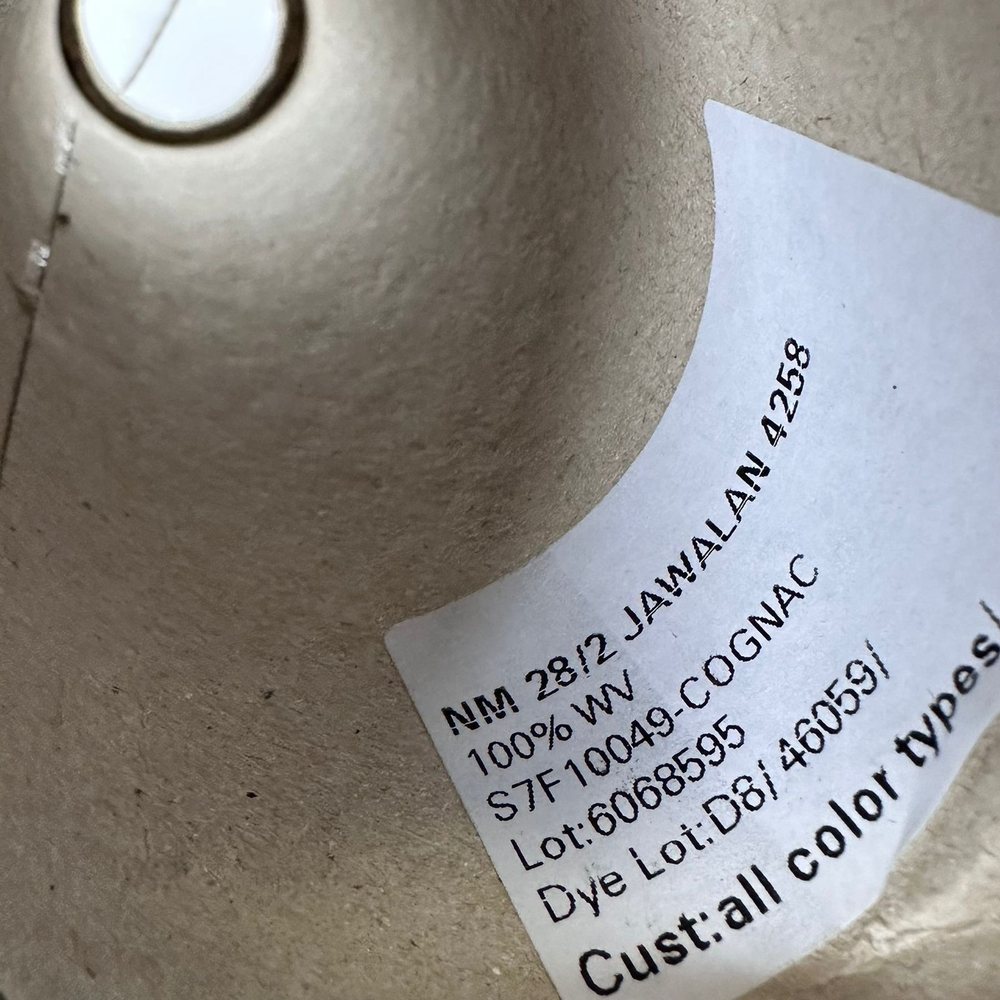 NM 28/2 JAWALAN 4258
100% WV
S7F10049-COGNAC
Lot:6068595
Dye Lot:D8/ 46059/
Cust:all color types/